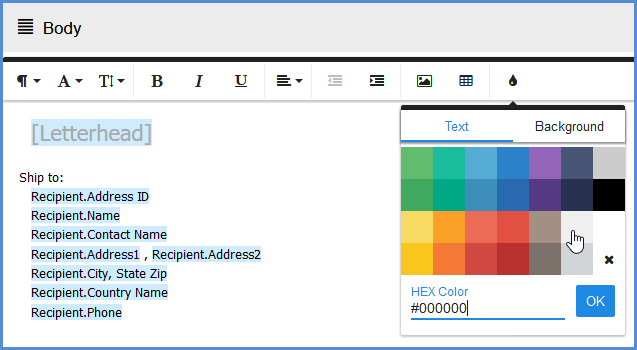 Body
¶ A T B I U
Text Background
[Letterhead]
Ship to:
Recipient.Address ID
Recipient.Name
Recipient.Contact Name
Recipient.Address1 , Recipient.Address2
Recipient.City, State Zip
Recipient.Country Name
Recipient.Phone
HEX Color
#000000
OK